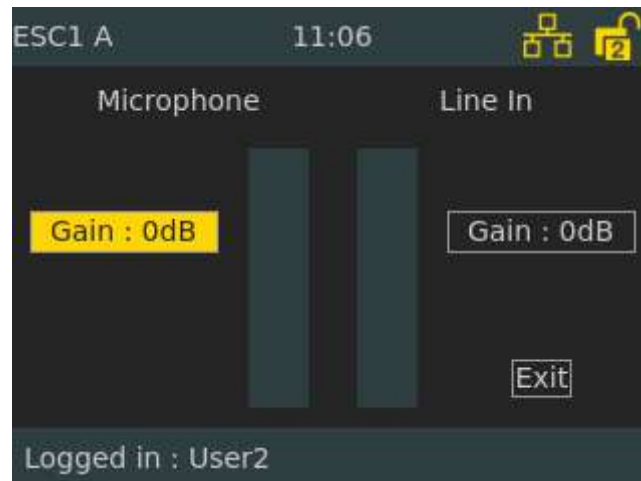 ESC1 A 11:06 2
Microphone Line In
Gain : 0dB Gain : 0dB
Exit
Logged in : User2